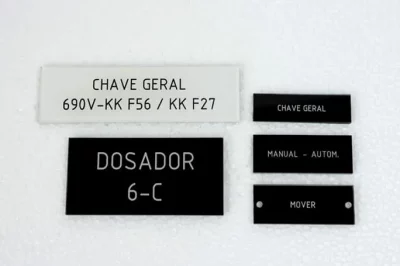 CHAVE GERAL
690V-KK F56 / KK F27
DOSADOR
6-C
CHAVE GERAL
MANUAL - AUTOM.
MOVER